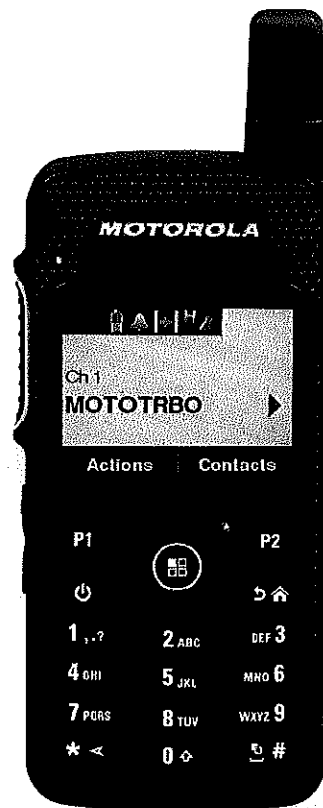 MOTOROLA
H
Ch 1
MOTOTRBO
Actions Contacts
P1 P2
1,.? 2 ABC DEF 3
4 GHI 5 JKL MNO 6
7 PQRS 8 TUV WXYZ 9
* 0 #